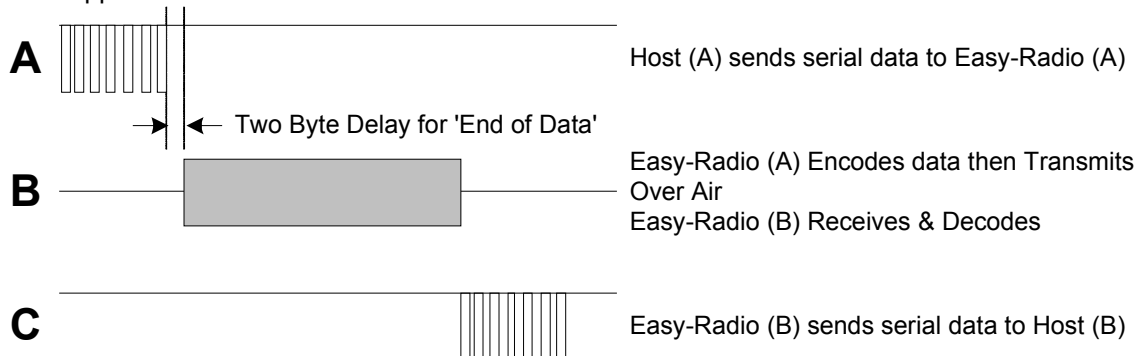 A
Host (A) sends serial data to Easy-Radio (A)
Two Byte Delay for 'End of Data'
B
Easy-Radio (A) Encodes data then Transmits
Over Air
Easy-Radio (B) Receives & Decodes
C
Easy-Radio (B) sends serial data to Host (B)